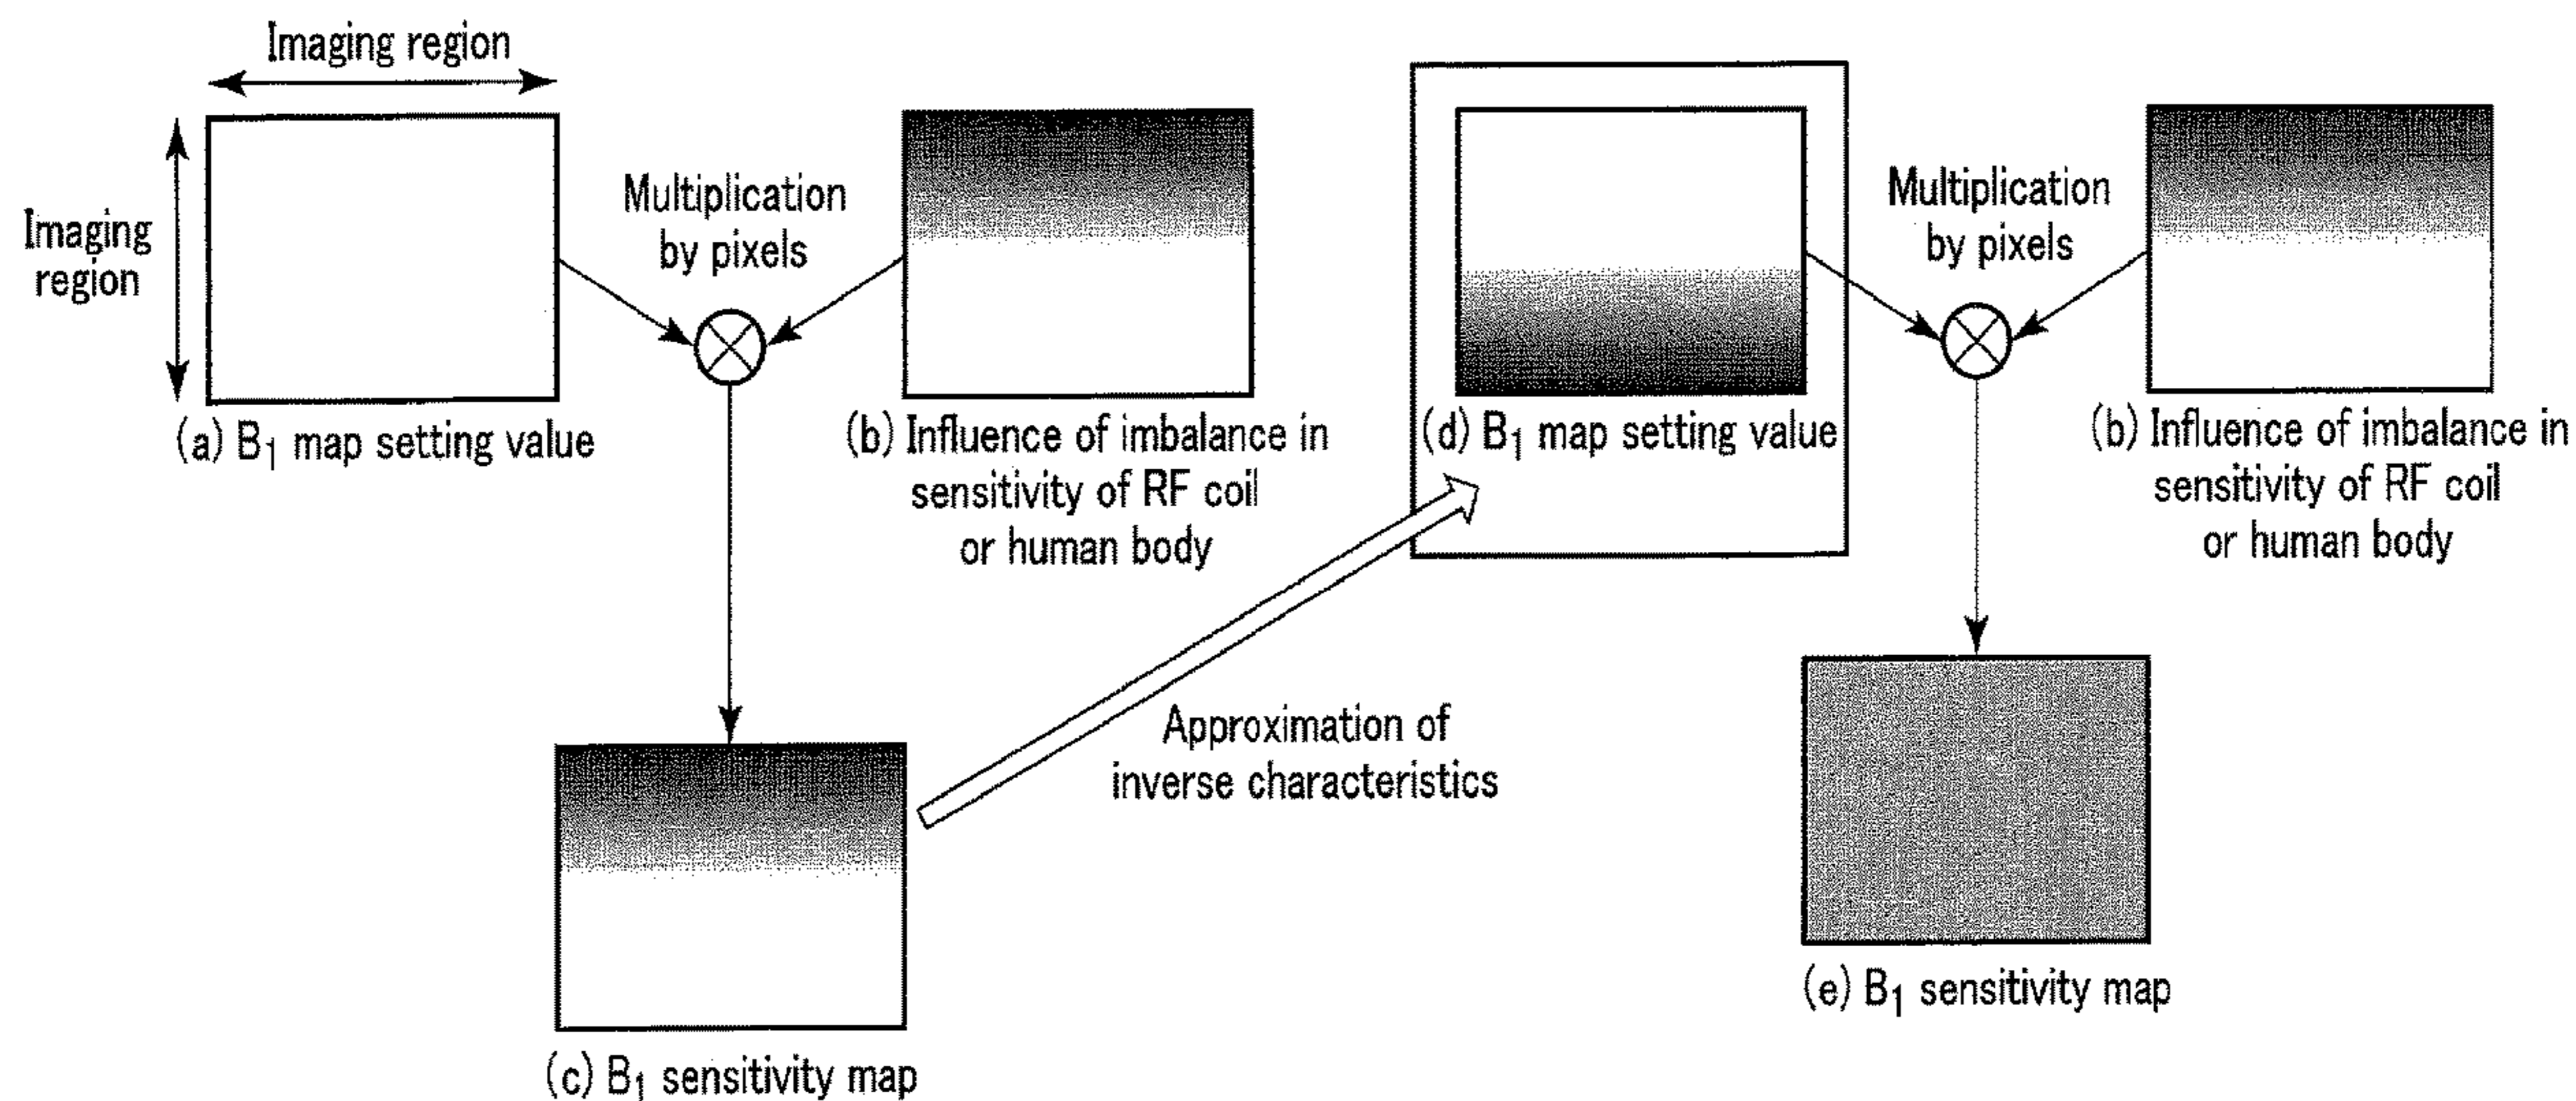 Imaging region
Imaging
region
Multiplication
by pixels
(a) B1 map setting value
(b) Influence of imbalance in
sensitivity of RF coil
or human body
(d) B1 map setting value
Multiplication
by pixels
(b) Influence of imbalance in
sensitivity of RF coil
or human body
Approximation of
inverse characteristics
(c) B1 sensitivity map
(e) B1 sensitivity map